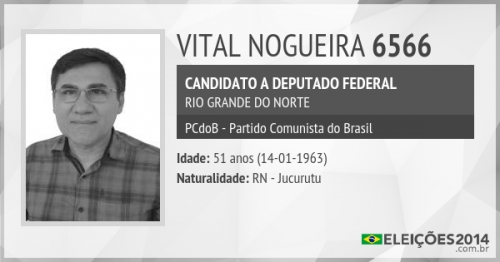 VITAL NOGUEIRA 6566
CANDIDATO A DEPUTADO FEDERAL
RIO GRANDE DO NORTE
PCdoB - Partido Comunista do Brasil
Idade: 51 anos (14-01-1963)
Naturalidade: RN - Jucurutu
ELEIÇÕES2014
.com.br